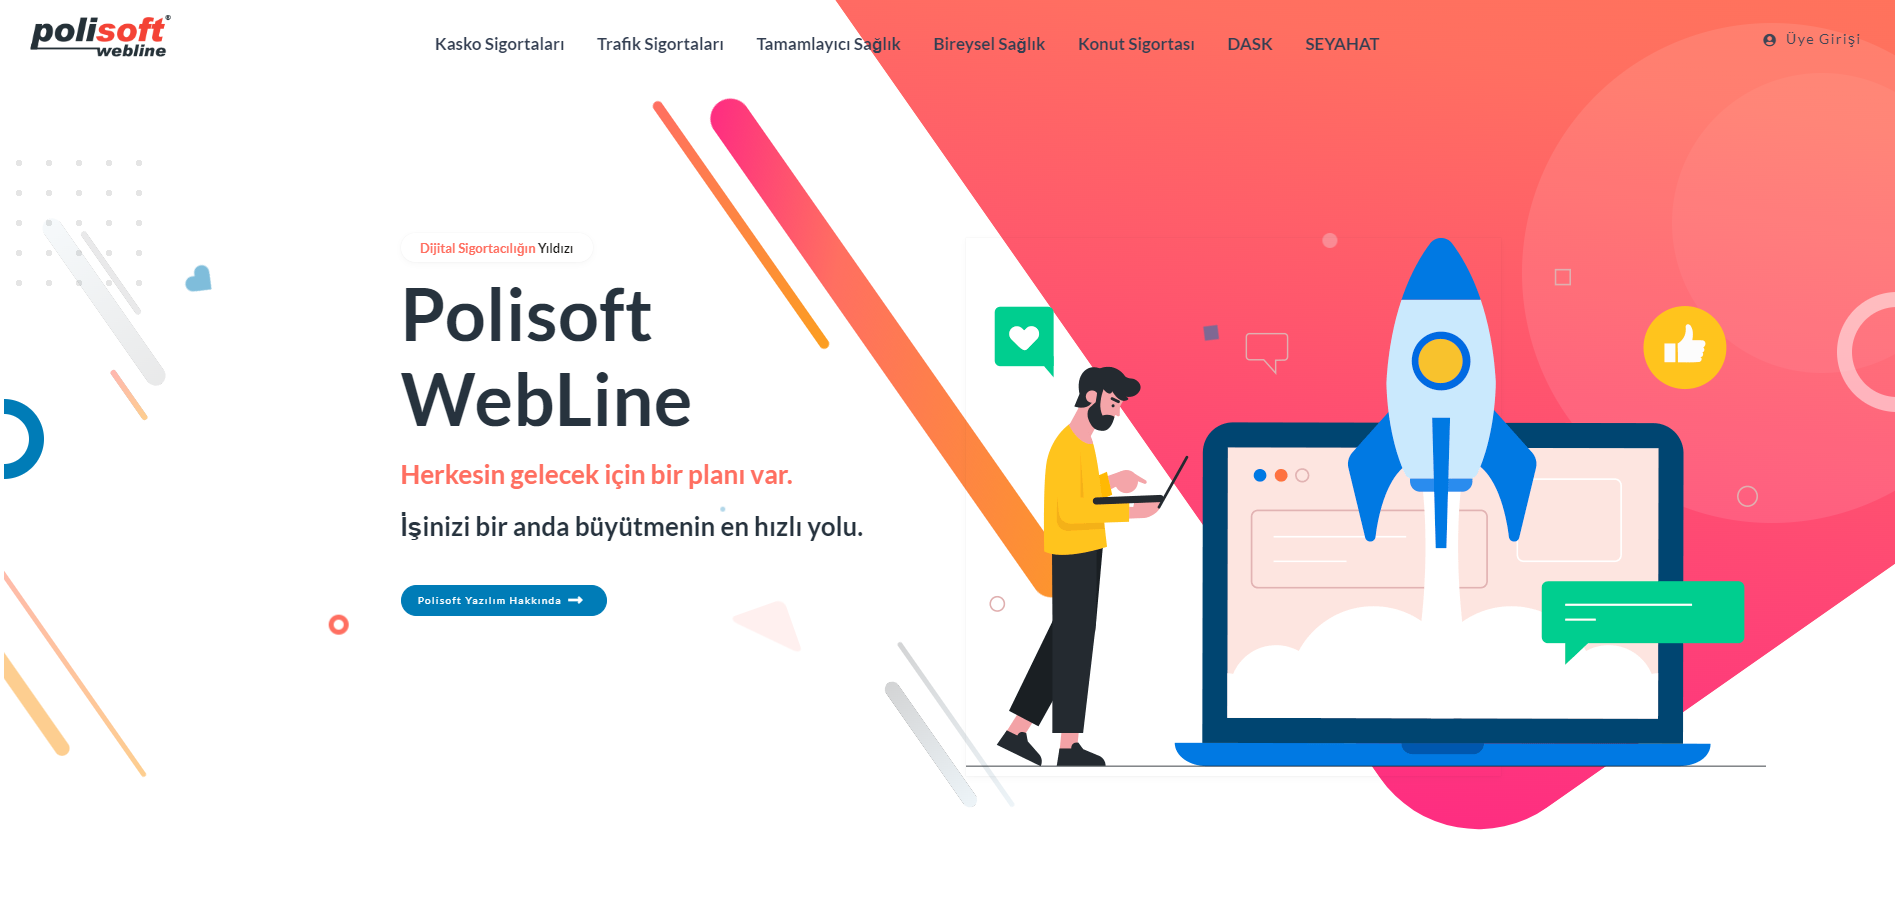 polisoft®
webline
Kasko Sigortaları Trafik Sigortaları Tamamlayıcı Sağlık Bireysel Sağlık Konut Sigortası DASK SEYAHAT
Üye Girişi
Dijital Sigortacılığın Yıldızı
Polisoft
WebLine
Herkesin gelecek için bir planı var.
İşinizi bir anda büyütmenin en hızlı yolu.
Polisoft Yazılım Hakkında